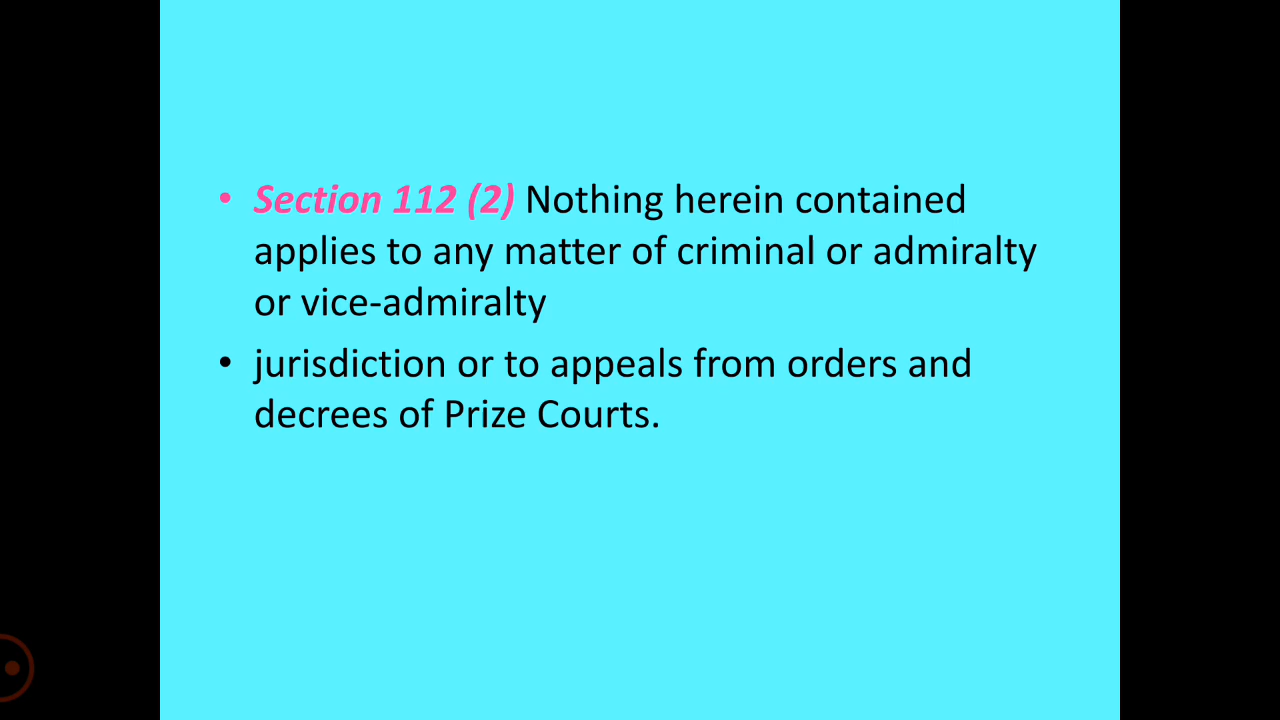 • Section 112 (2) Nothing herein contained
applies to any matter of criminal or admiralty
or vice-admiralty
• jurisdiction or to appeals from orders and
decrees of Prize Courts.